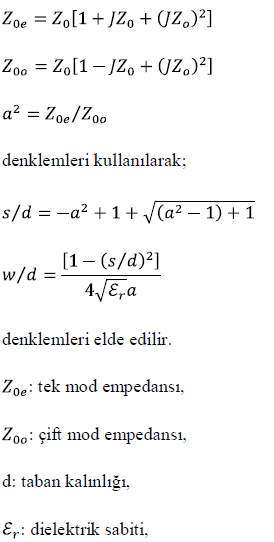 Z₀ₑ = Z₀[1 + JZ₀ + (JZₒ)²]
Z₀ₒ = Z₀[1 − JZ₀ + (JZₒ)²]
a² = Z₀ₑ/Z₀ₒ
denklemleri kullanılarak;
s/d = −a² + 1 + √((a² − 1) + 1)
w/d = [1 − (s/d)²] / 4√Ɛᵣa
denklemleri elde edilir.
Z₀ₑ: tek mod empedansı,
Z₀ₒ: çift mod empedansı,
d: taban kalınlığı,
Ɛᵣ: dielektrik sabiti,